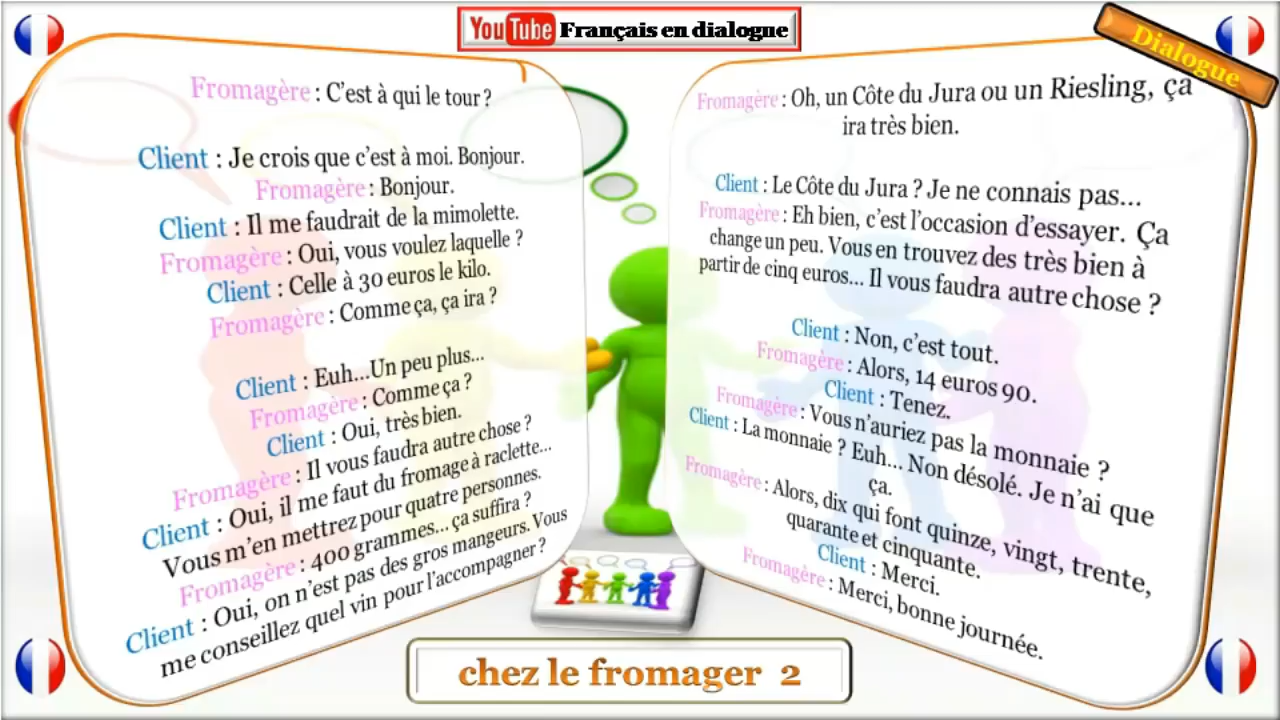 YouTube Français en dialogue
Dialogue
Fromagère : C'est à qui le tour ?
Client : Je crois que c'est à moi. Bonjour.
Fromagère : Bonjour.
Client : Il me faudrait de la mimolette.
Fromagère : Oui, vous voulez laquelle ?
Client : Celle à 30 euros le kilo.
Fromagère : Comme ça, ça ira ?
Client : Euh...Un peu plus...
Fromagère : Comme ça ?
Client : Oui, très bien.
Fromagère : Il vous faudra autre chose ?
Client : Oui, il me faut du fromage à raclette...
Vous m'en mettrez pour quatre personnes.
Fromagère : 400 grammes... ça suffira ?
Client : Oui, on n'est pas des gros mangeurs. Vous
me conseillez quel vin pour l'accompagner ?
Fromagère : Oh, un Côte du Jura ou un Riesling, ça
ira très bien.
Client : Le Côte du Jura ? Je ne connais pas...
Fromagère : Eh bien, c'est l'occasion d'essayer. Ça
change un peu. Vous en trouvez des très bien à
partir de cinq euros... Il vous faudra autre chose ?
Client : Non, c'est tout.
Fromagère : Alors, 14 euros 90.
Client : Tenez.
Fromagère : Vous n'auriez pas la monnaie ?
Client : La monnaie ? Euh... Non désolé. Je n'ai que
ça.
Fromagère : Alors, dix qui font quinze, vingt, trente,
quarante et cinquante.
Client : Merci.
Fromagère : Merci, bonne journée.
chez le fromager 2